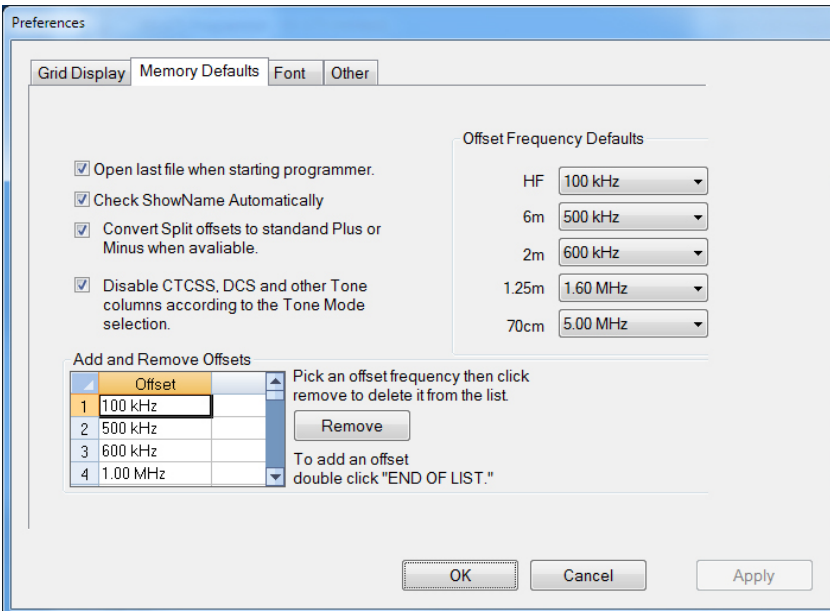 Preferences
Grid Display Memory Defaults Font Other
Open last file when starting programmer.
Check ShowName Automatically
Convert Split offsets to standand Plus or
Minus when avaliable.
Disable CTCSS, DCS and other Tone
columns according to the Tone Mode
selection.
Offset Frequency Defaults
HF 100 kHz
6m 500 kHz
2m 600 kHz
1.25m 1.60 MHz
70cm 5.00 MHz
Add and Remove Offsets
Offset
1 100 kHz
2 500 kHz
3 600 kHz
4 1.00 MHz
Pick an offset frequency then click
remove to delete it from the list.
Remove
To add an offset
double click "END OF LIST."
OK Cancel Apply